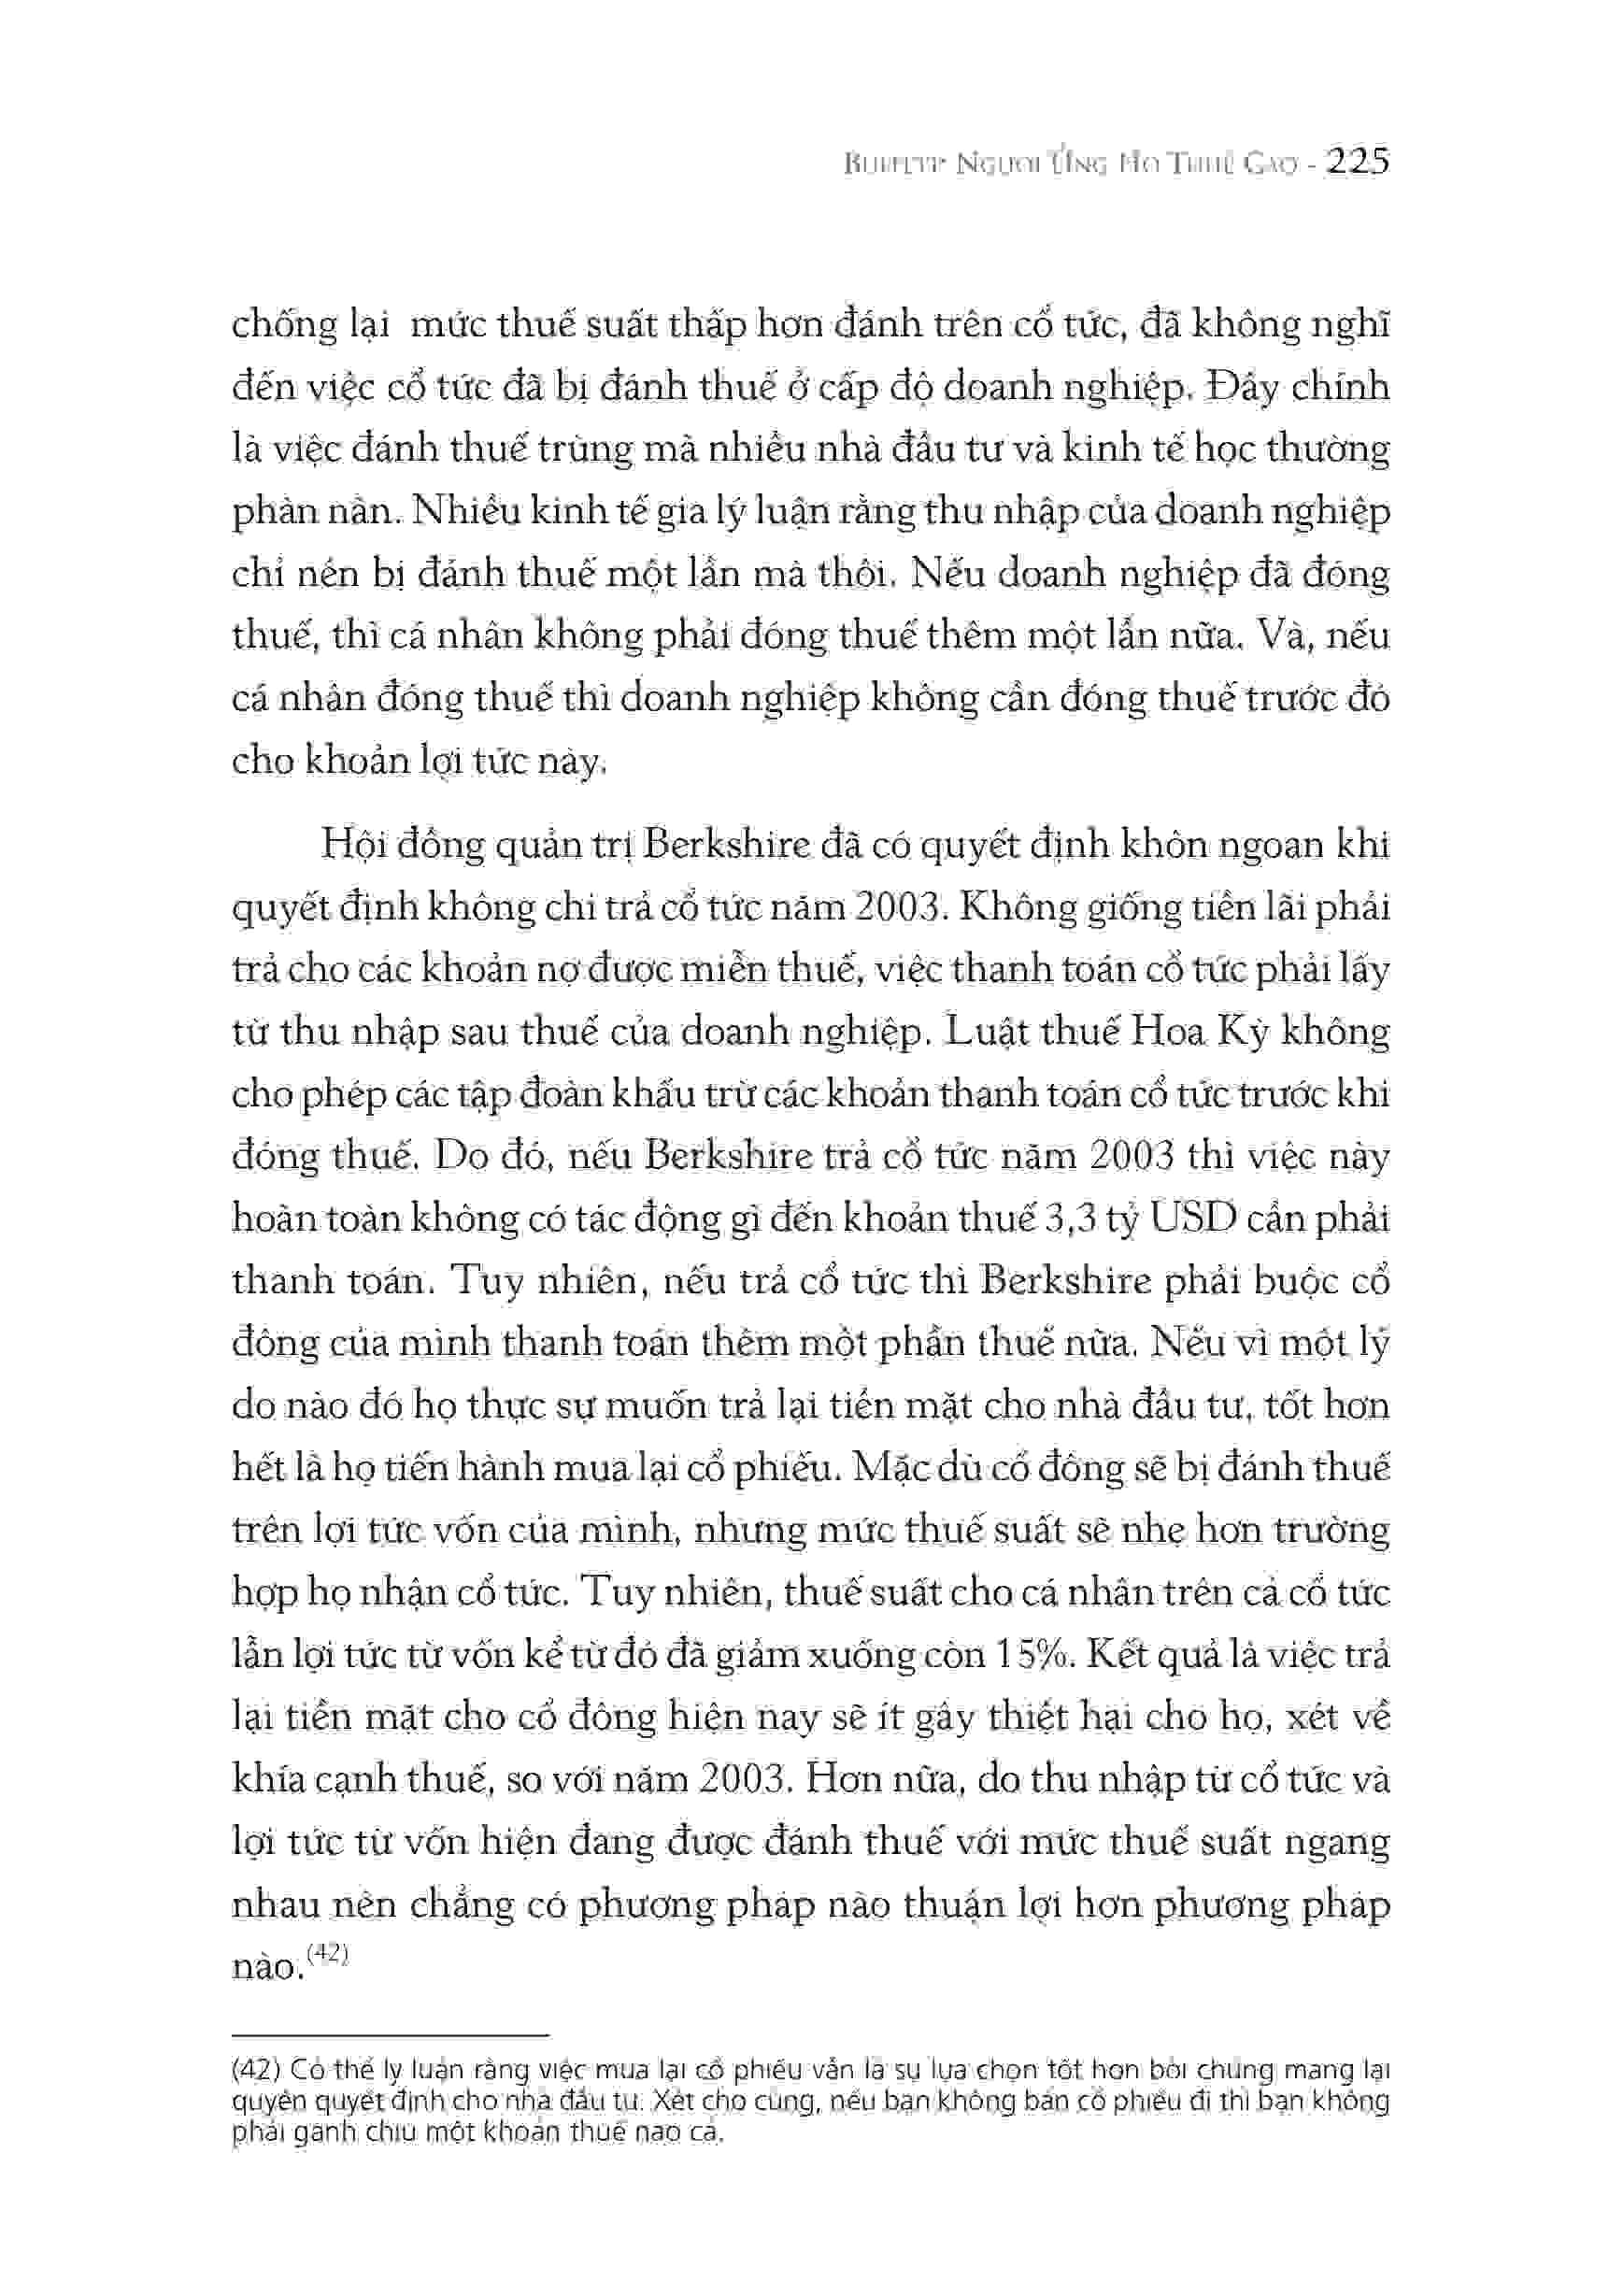 BUFFETT: NGƯỜI ỦNG HỘ THUẾ CAO - 225
chống lại mức thuế suất thấp hơn đánh trên cổ tức, đã không nghĩ
đến việc cổ tức đã bị đánh thuế ở cấp độ doanh nghiệp. Đây chính
là việc đánh thuế trùng mà nhiều nhà đầu tư và kinh tế học thường
phàn nàn. Nhiều kinh tế gia lý luận rằng thu nhập của doanh nghiệp
chỉ nên bị đánh thuế một lần mà thôi. Nếu doanh nghiệp đã đóng
thuế, thì cá nhân không phải đóng thuế thêm một lần nữa. Và, nếu
cá nhân đóng thuế thì doanh nghiệp không cần đóng thuế trước đó
cho khoản lợi tức này.
Hội đồng quản trị Berkshire đã có quyết định khôn ngoan khi
quyết định không chi trả cổ tức năm 2003. Không giống tiền lãi phải
trả cho các khoản nợ được miễn thuế, việc thanh toán cổ tức phải lấy
từ thu nhập sau thuế của doanh nghiệp. Luật thuế Hoa Kỳ không
cho phép các tập đoàn khấu trừ các khoản thanh toán cổ tức trước khi
đóng thuế. Do đó, nếu Berkshire trả cổ tức năm 2003 thì việc này
hoàn toàn không có tác động gì đến khoản thuế 3,3 tỷ USD cần phải
thanh toán. Tuy nhiên, nếu trả cổ tức thì Berkshire phải buộc cổ
đông của mình thanh toán thêm một phần thuế nữa. Nếu vì một lý
do nào đó họ thực sự muốn trả lại tiền mặt cho nhà đầu tư, tốt hơn
hết là họ tiến hành mua lại cổ phiếu. Mặc dù cổ đông sẽ bị đánh thuế
trên lợi tức vốn của mình, nhưng mức thuế suất sẽ nhẹ hơn trường
hợp họ nhận cổ tức. Tuy nhiên, thuế suất cho cá nhân trên cả cổ tức
lẫn lợi tức từ vốn kể từ đó đã giảm xuống còn 15%. Kết quả là việc trả
lại tiền mặt cho cổ đông hiện nay sẽ ít gây thiệt hại cho họ, xét về
khía cạnh thuế, so với năm 2003. Hơn nữa, do thu nhập từ cổ tức và
lợi tức từ vốn hiện đang được đánh thuế với mức thuế suất ngang
nhau nên chẳng có phương pháp nào thuận lợi hơn phương pháp
nào.(42)
(42) Có thể lý luận rằng việc mua lại cổ phiếu vẫn là sự lựa chọn tốt hơn bởi chúng mang lại
quyền quyết định cho nhà đầu tư. Xét cho cùng, nếu bạn không bán cổ phiếu đi thì bạn không
phải gánh chịu một khoản thuế nào cả.